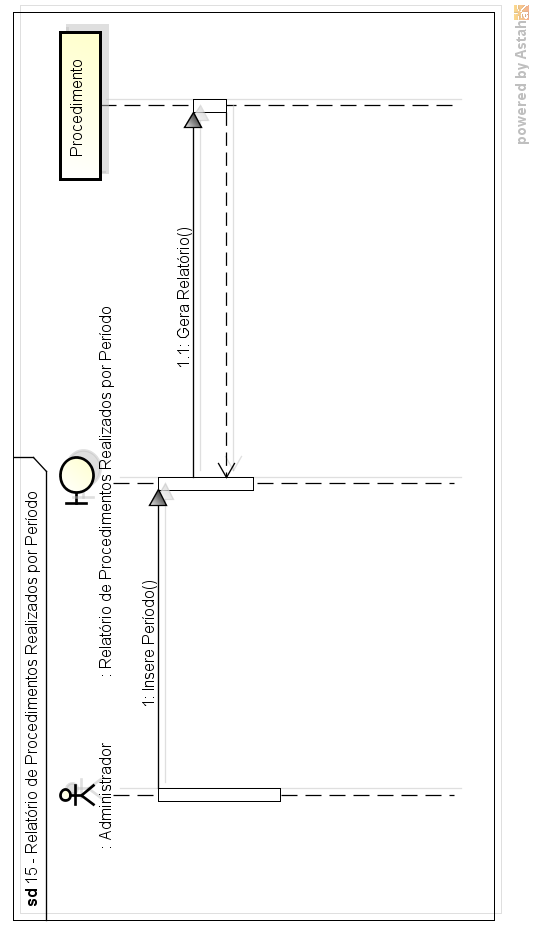 sd 15 - Relatório de Procedimentos Realizados por Período
: Administrador
: Relatório de Procedimentos Realizados por Período
Procedimento
1: Insere Período()
1.1: Gera Relatório()
powered by Astah